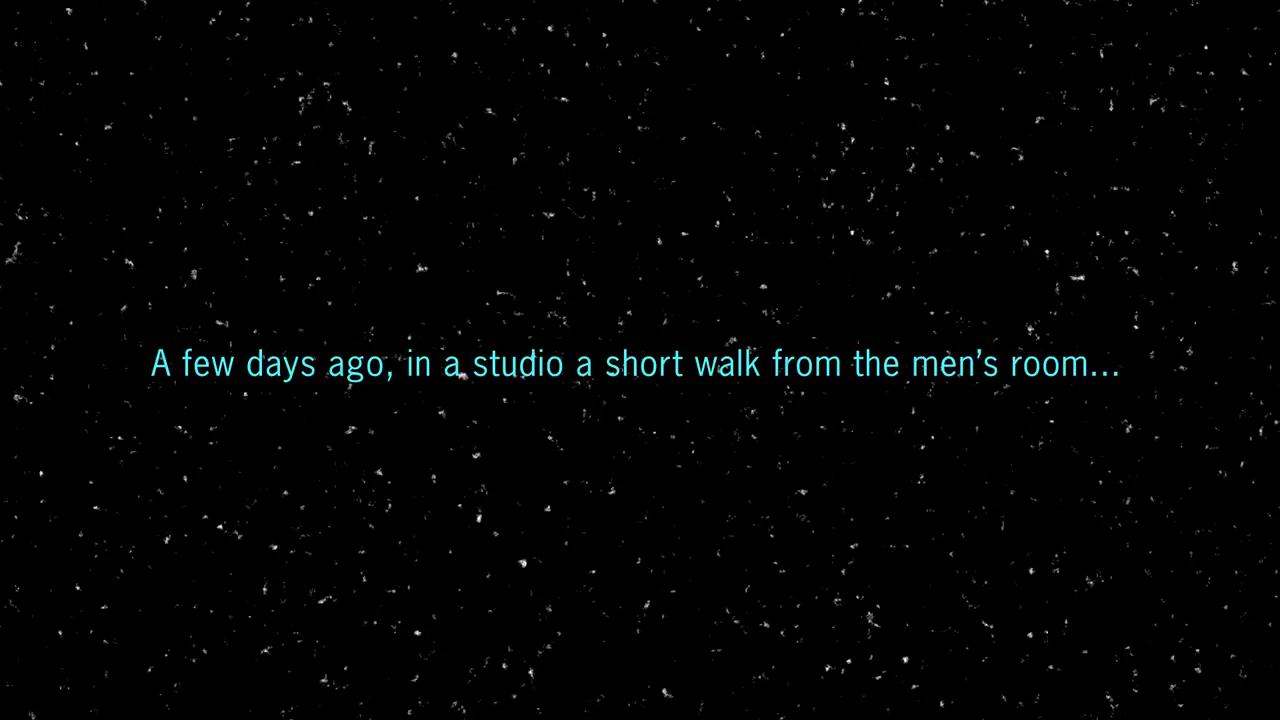 A few days ago, in a studio a short walk from the men’s room...